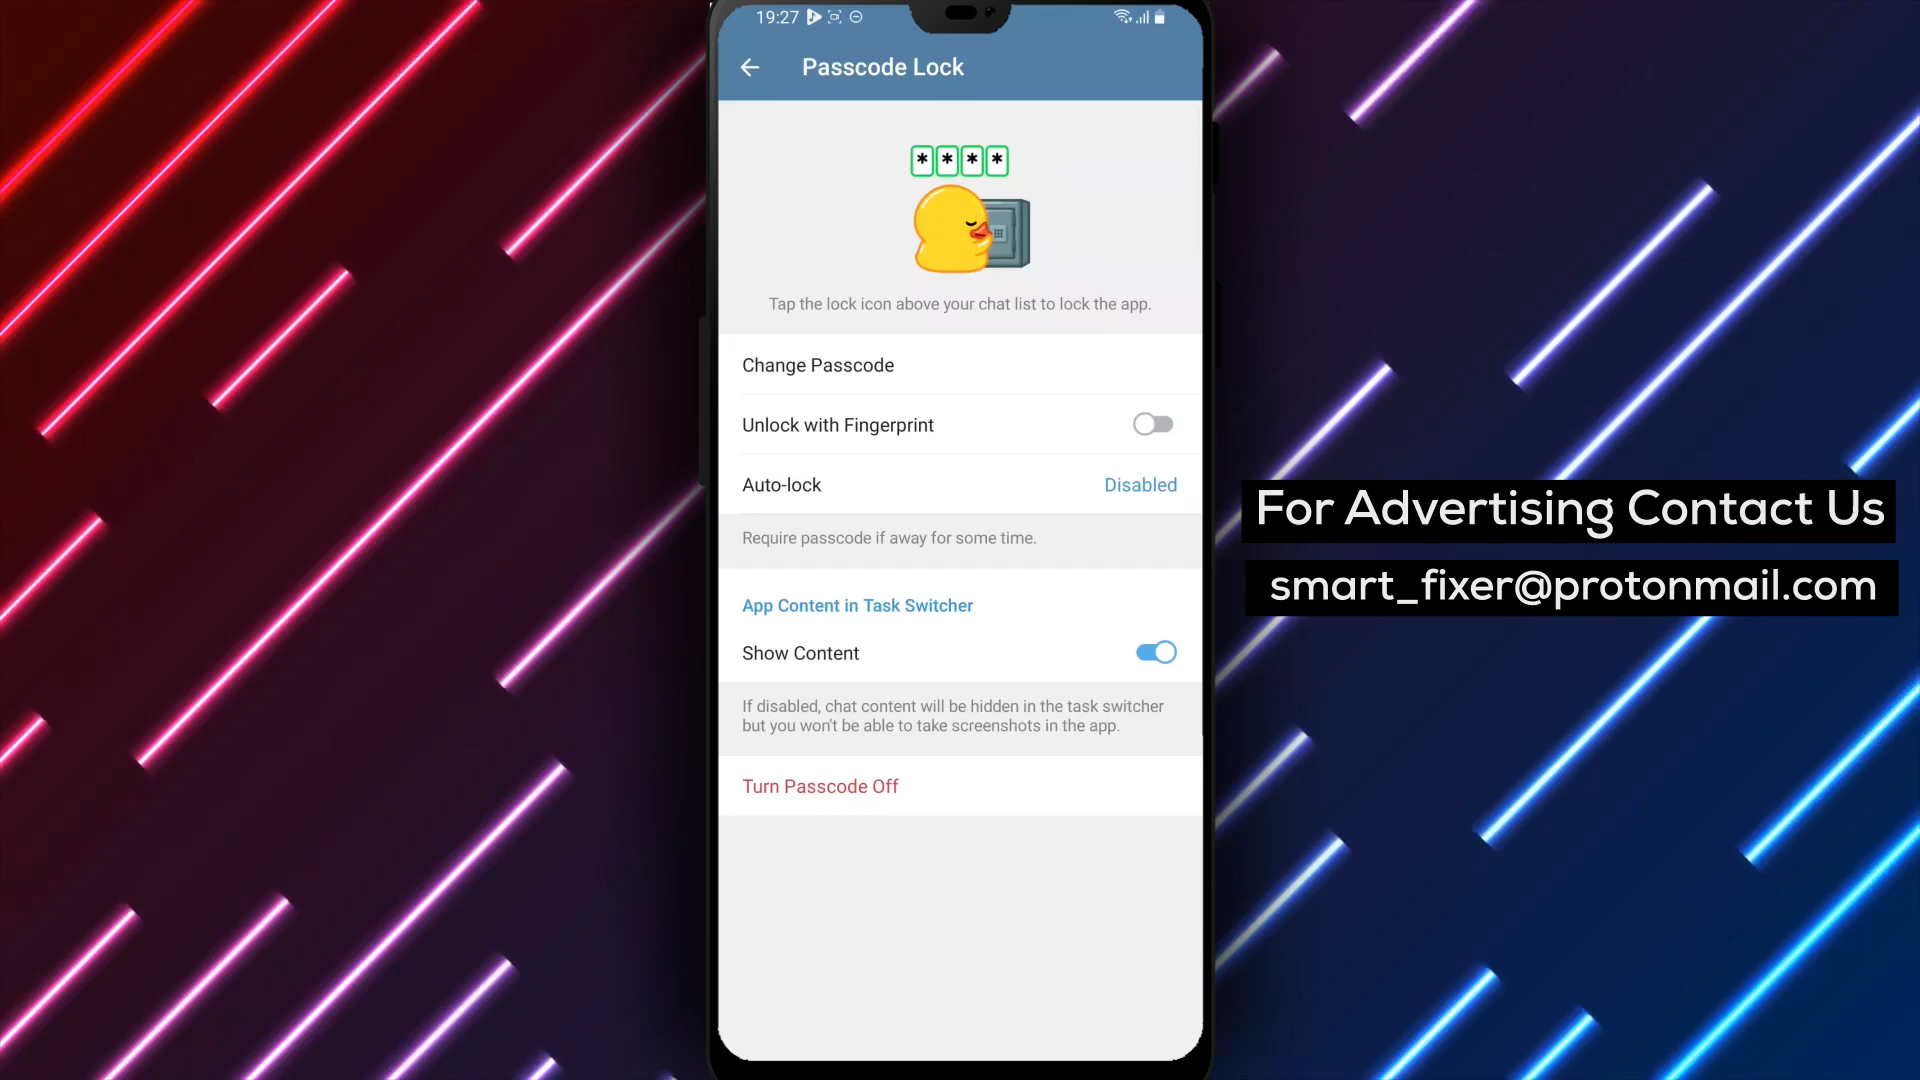 19:27
Passcode Lock
* * * *
Tap the lock icon above your chat list to lock the app.
Change Passcode
Unlock with Fingerprint
Auto-lock Disabled
Require passcode if away for some time.
App Content in Task Switcher
Show Content
If disabled, chat content will be hidden in the task switcher
but you won't be able to take screenshots in the app.
Turn Passcode Off
For Advertising Contact Us
smart_fixer@protonmail.com